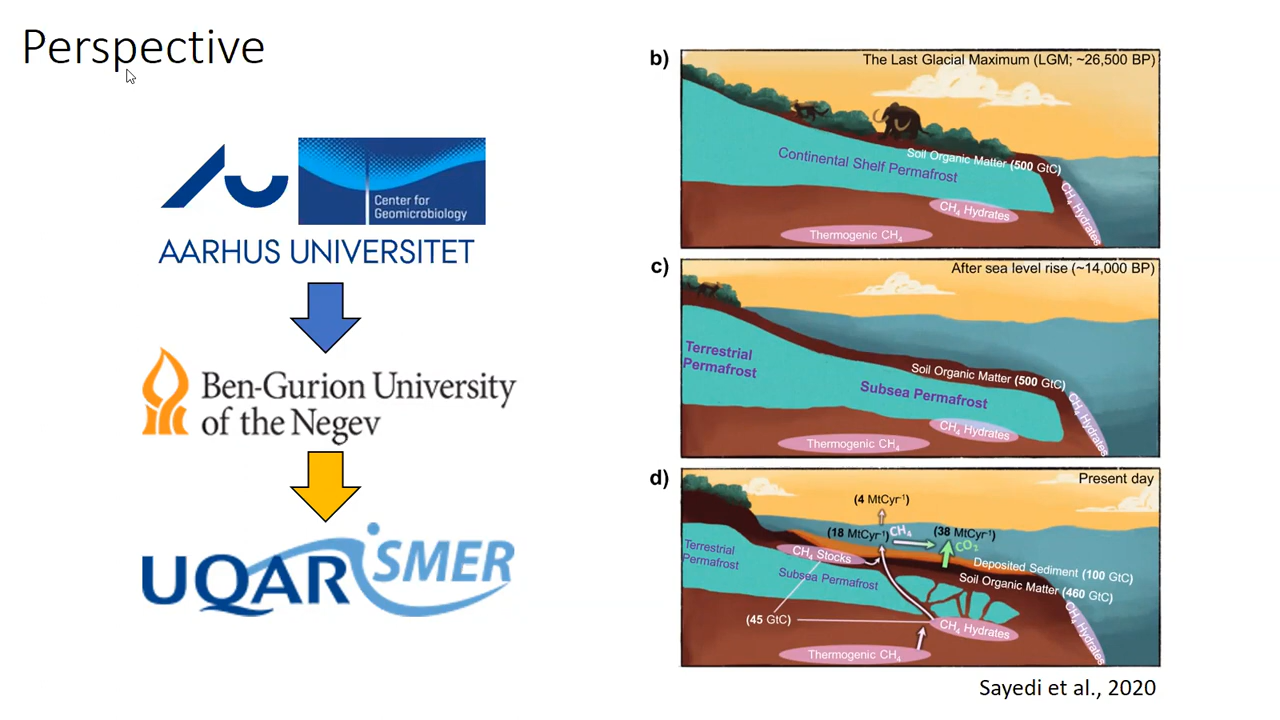 Perspective
Center for
Geomicrobiology
AARHUS UNIVERSITET
Ben-Gurion University
of the Negev
UQAR
iSMER
b)
The Last Glacial Maximum (LGM; ~26,500 BP)
Soil Organic Matter (500 GtC)
Continental Shelf Permafrost
CH₄ Hydrates
CH₄ Hydrates
Thermogenic CH₄
c)
After sea level rise (~14,000 BP)
Terrestrial
Permafrost
Soil Organic Matter (500 GtC)
Subsea Permafrost
CH₄ Hydrates
CH₄ Hydrates
Thermogenic CH₄
d)
Present day
(4 MtCyr⁻¹)
(18 MtCyr⁻¹)
CH₄
(38 MtCyr⁻¹)
CO₂
Terrestrial
Permafrost
CH₄ Stocks
Subsea Permafrost
Deposited Sediment (100 GtC)
Soil Organic Matter (460 GtC)
(45 GtC)
CH₄ Hydrates
CH₄ Hydrates
Thermogenic CH₄
Sayedi et al., 2020